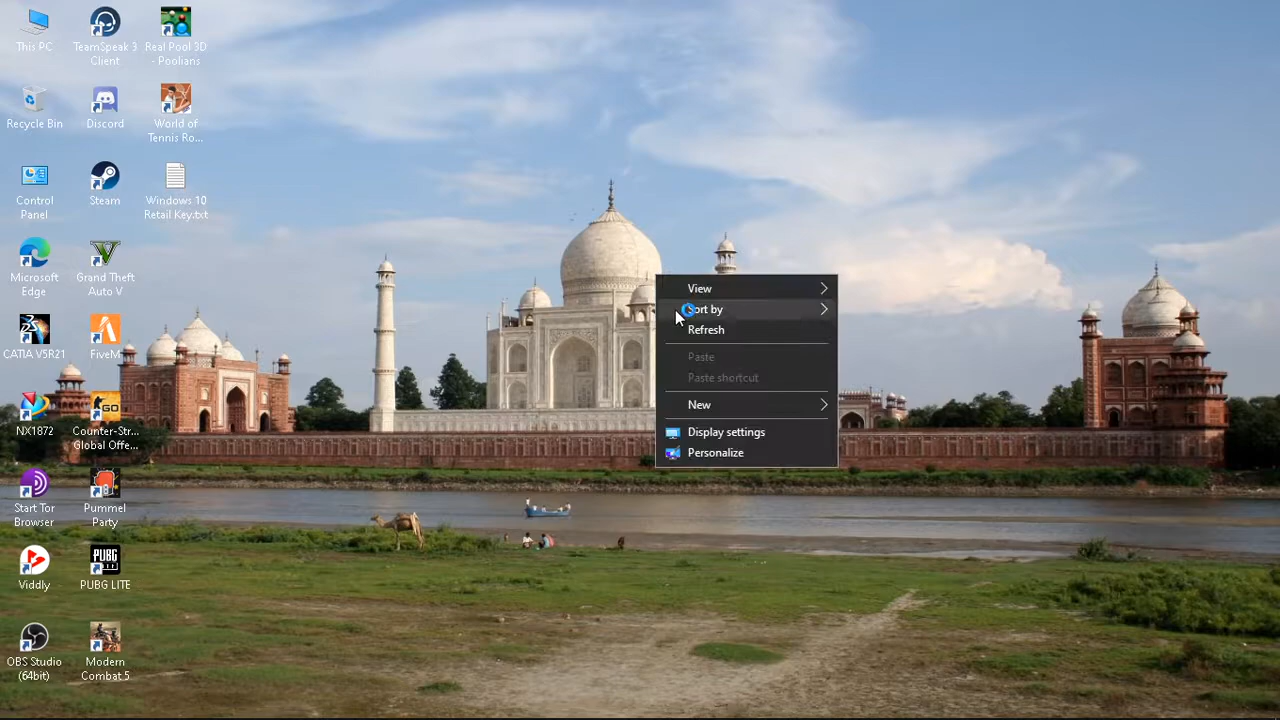 This PC
TeamSpeak 3
Client
Real Pool 3D
- Poolians
Recycle Bin
Discord
World of
Tennis Ro...
Control
Panel
Steam
Windows 10
Retail Key.txt
Microsoft
Edge
Grand Theft
Auto V
CATIA V5R21
FiveM
NX1872
Counter-Str...
Global Offe...
Start Tor
Browser
Pummel
Party
Viddly
PUBG LITE
OBS Studio
(64bit)
Modern
Combat 5
View
Sort by
Refresh
Paste
Paste shortcut
New
Display settings
Personalize